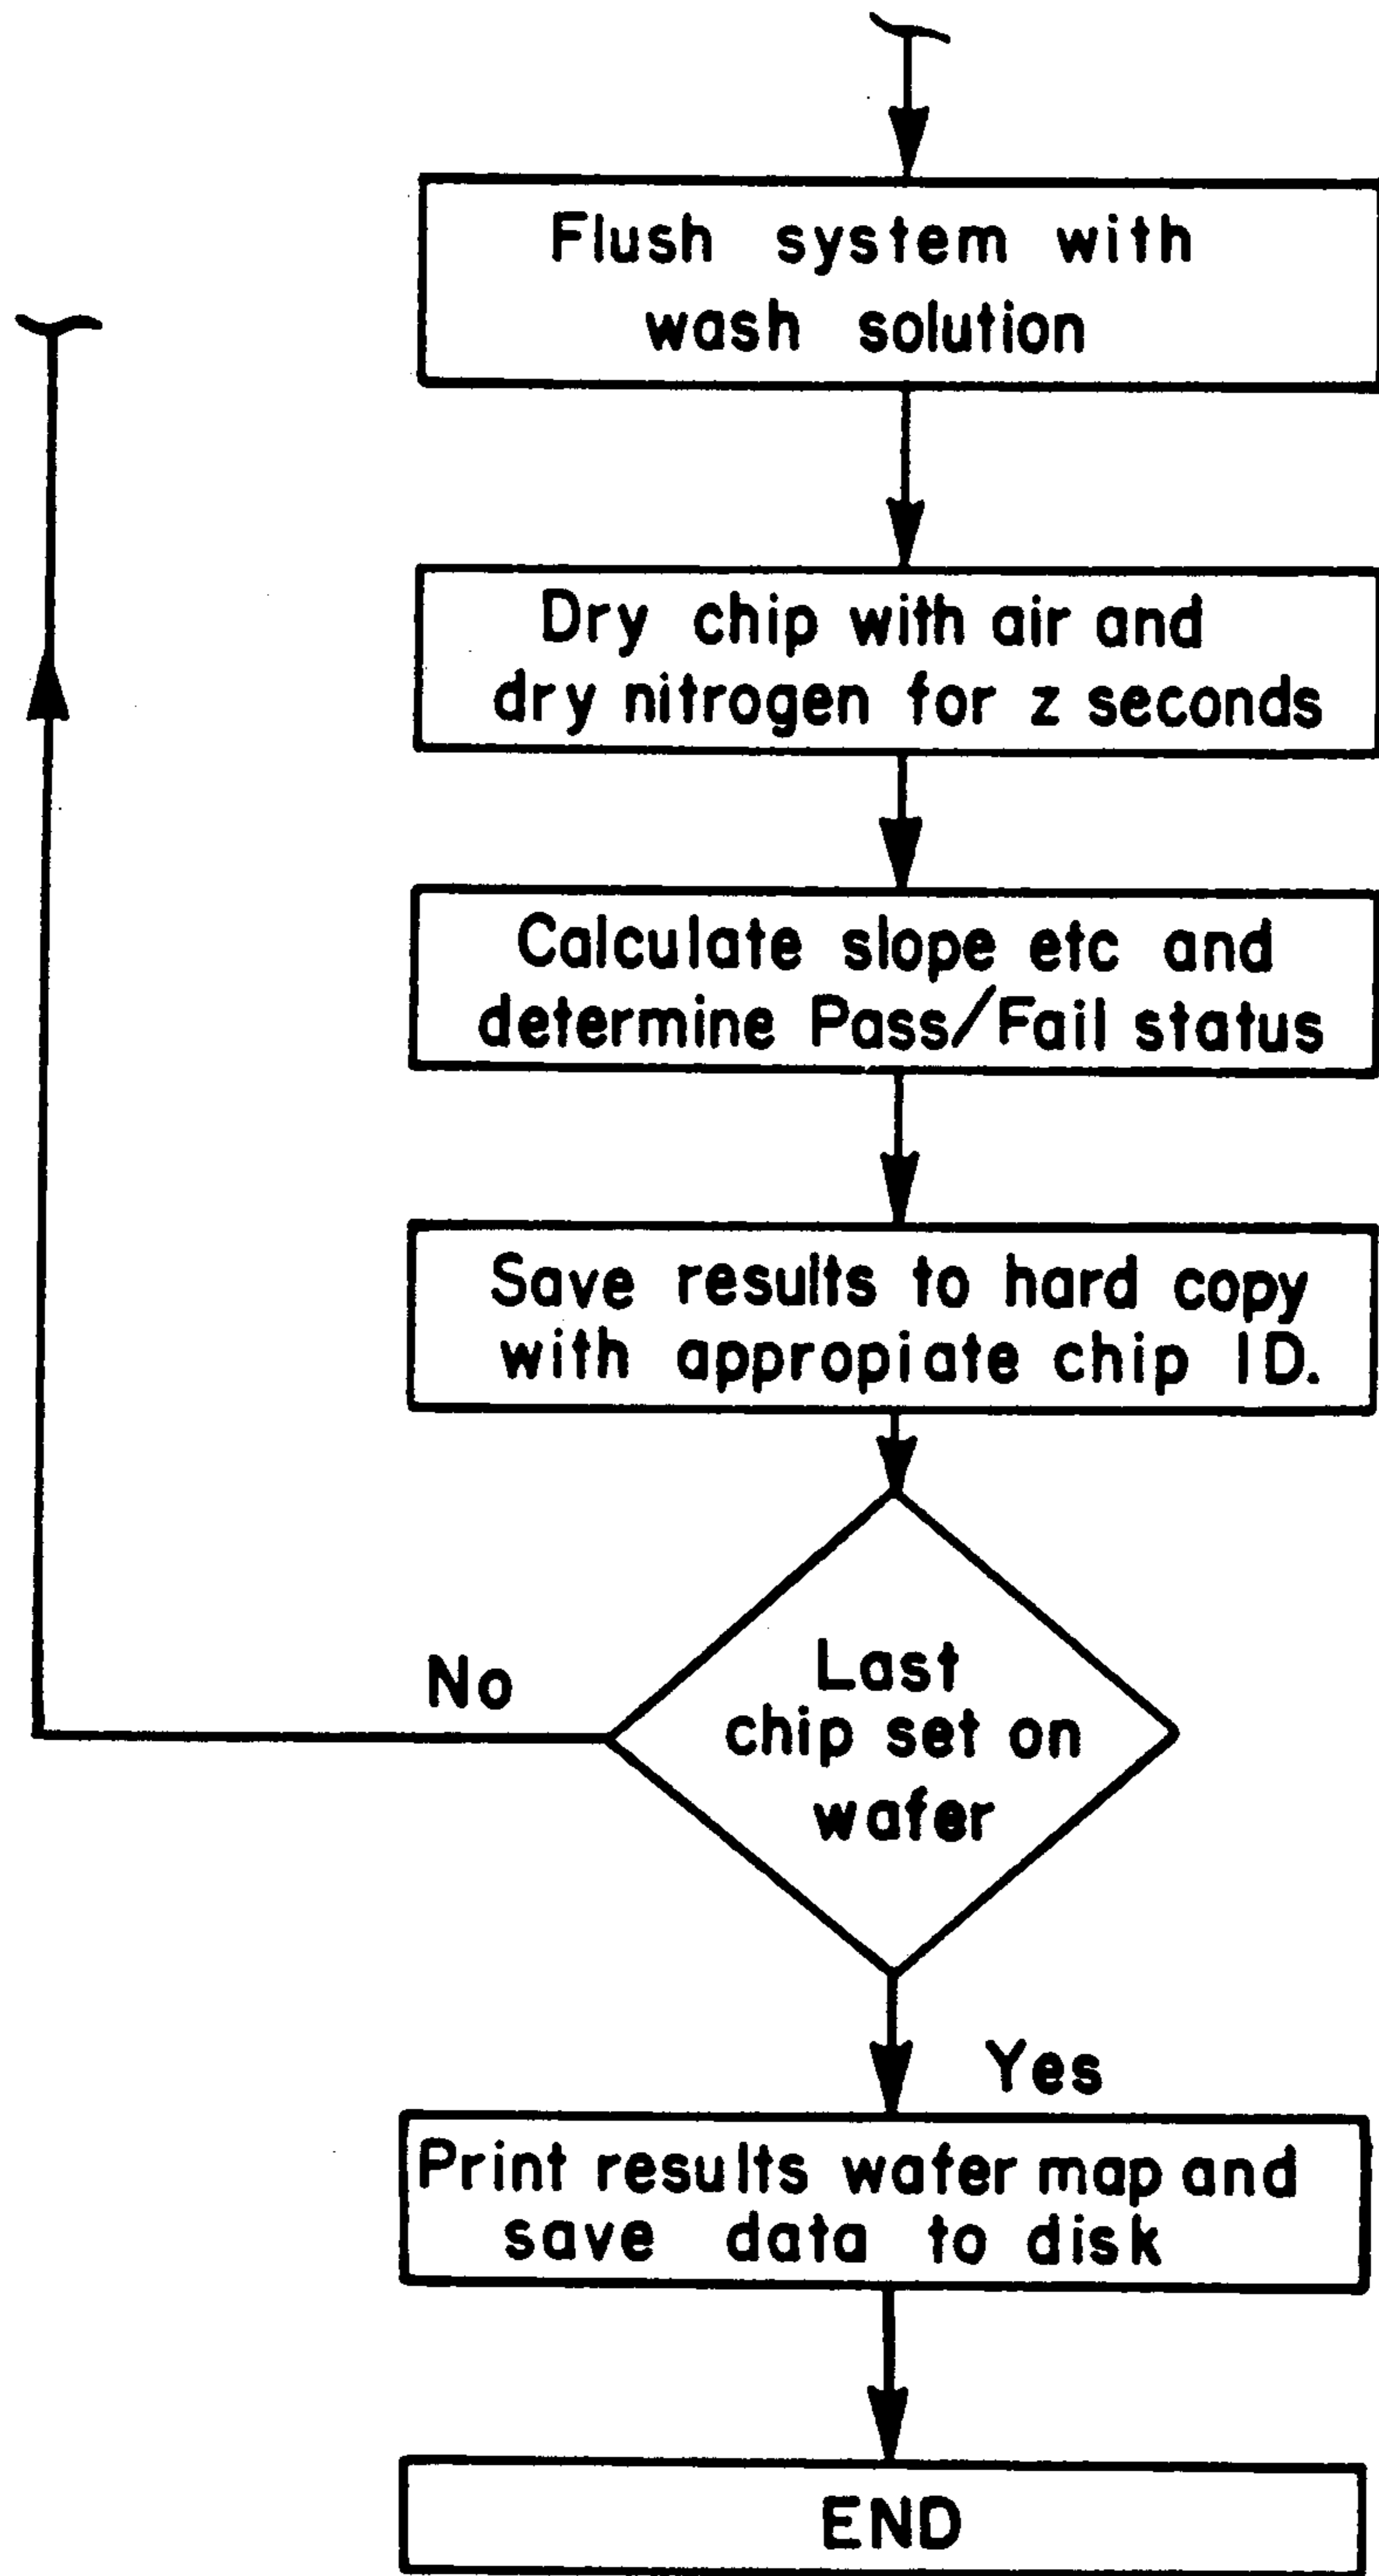 Flush system with
wash solution
Dry chip with air and
dry nitrogen for z seconds
Calculate slope etc and
determine Pass/Fail status
Save results to hard copy
with appropiate chip ID.
Last
chip set on
wafer
No
Yes
Print results wafer map and
save data to disk
END